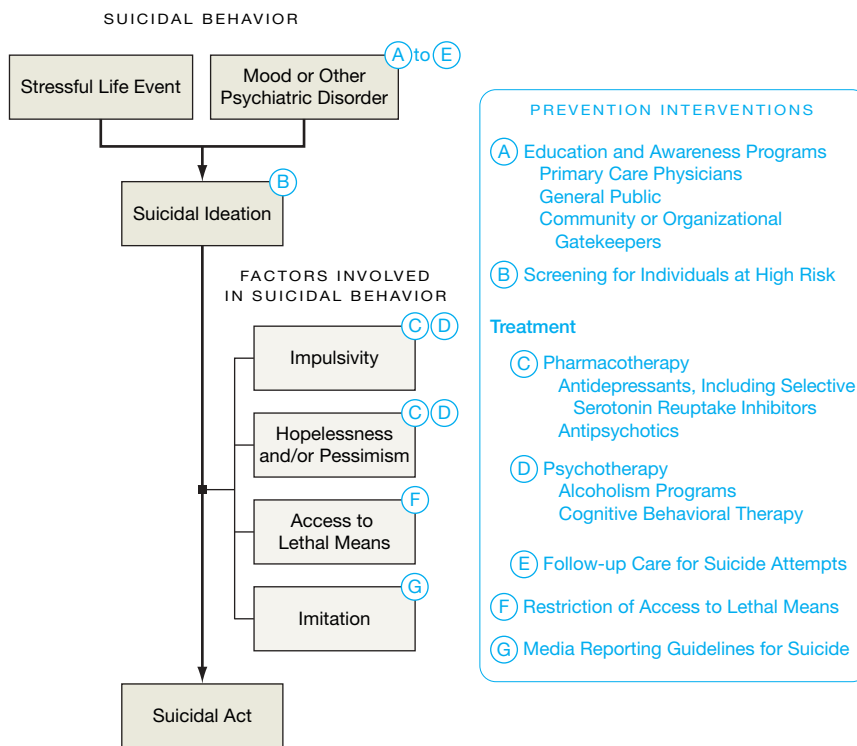 SUICIDAL BEHAVIOR
Stressful Life Event
Mood or Other
Psychiatric Disorder
A to E
Suicidal Ideation
B
FACTORS INVOLVED
IN SUICIDAL BEHAVIOR
Impulsivity
C D
Hopelessness
and/or Pessimism
C D
Access to
Lethal Means
F
Imitation
G
Suicidal Act
PREVENTION INTERVENTIONS
A Education and Awareness Programs
Primary Care Physicians
General Public
Community or Organizational
Gatekeepers
B Screening for Individuals at High Risk
Treatment
C Pharmacotherapy
Antidepressants, Including Selective
Serotonin Reuptake Inhibitors
Antipsychotics
D Psychotherapy
Alcoholism Programs
Cognitive Behavioral Therapy
E Follow-up Care for Suicide Attempts
F Restriction of Access to Lethal Means
G Media Reporting Guidelines for Suicide